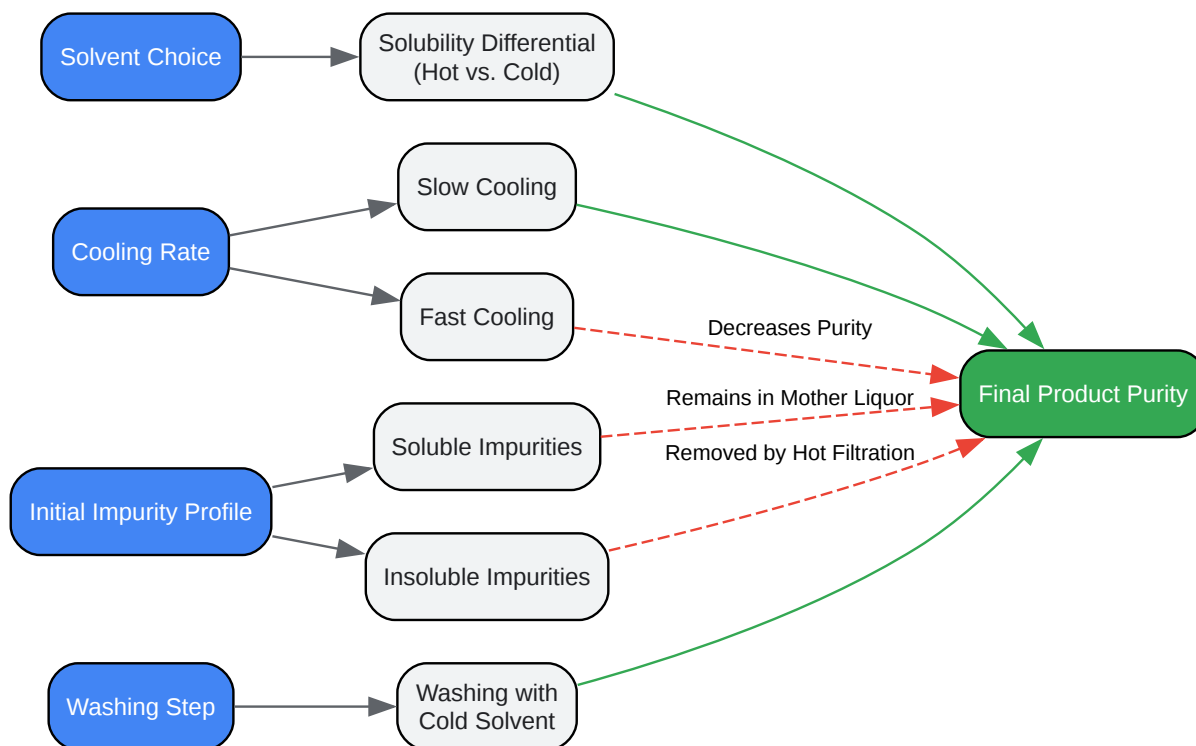 Solvent Choice
Solubility Differential
(Hot vs. Cold)
Cooling Rate
Slow Cooling
Fast Cooling
Decreases Purity
Final Product Purity
Initial Impurity Profile
Soluble Impurities
Remains in Mother Liquor
Insoluble Impurities
Removed by Hot Filtration
Washing Step
Washing with
Cold Solvent